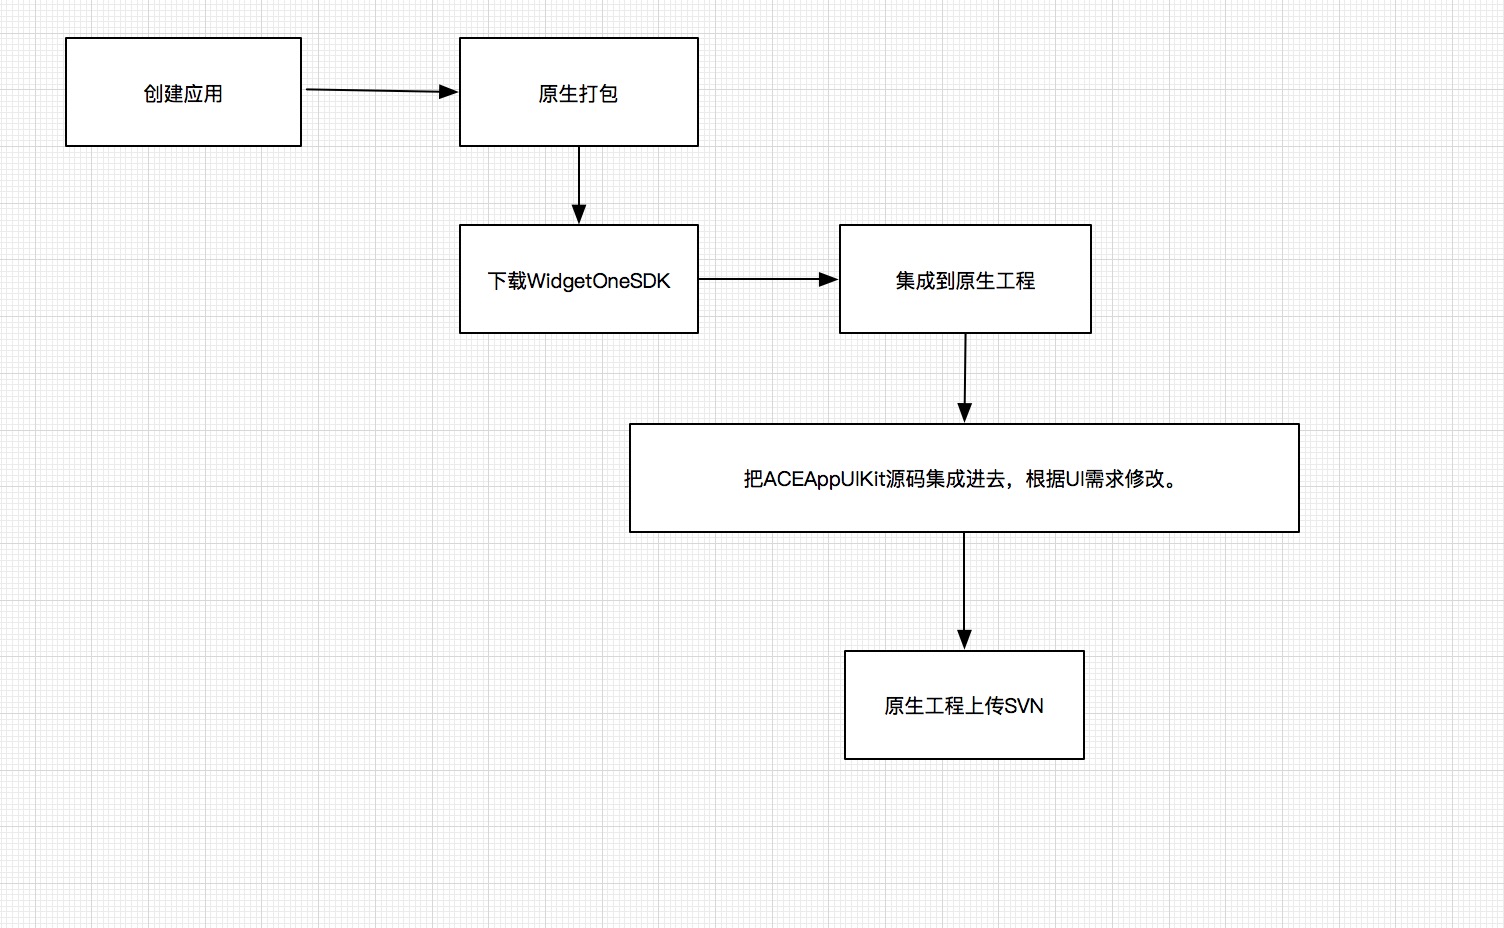 创建应用
原生打包
下载WidgetOneSDK
集成到原生工程
把ACEAppUIKit源码集成进去，根据UI需求修改。
原生工程上传SVN